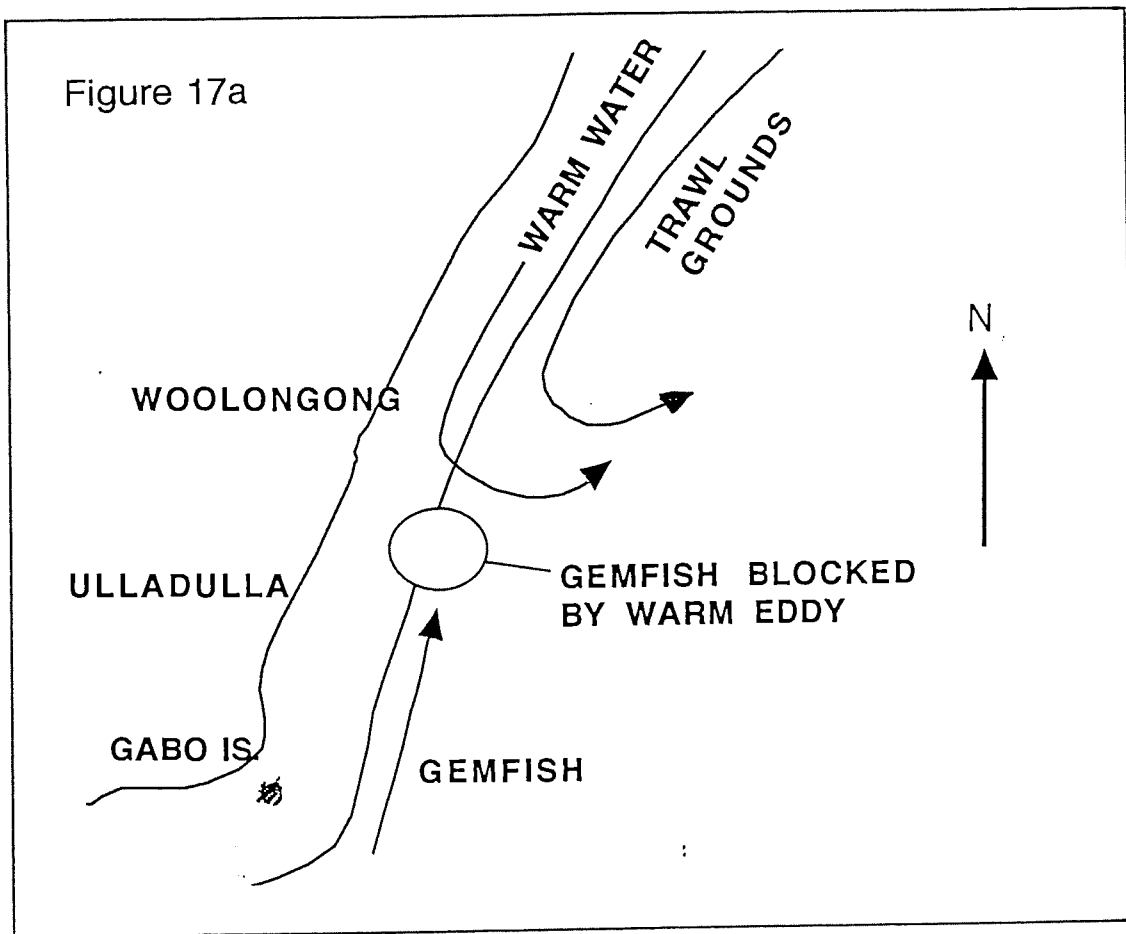 Figure 17a
WARM WATER
TRAWL
GROUNDS
N
WOOLONGONG
ULLADULLA
GEMFISH BLOCKED
BY WARM EDDY
GABO IS.
GEMFISH